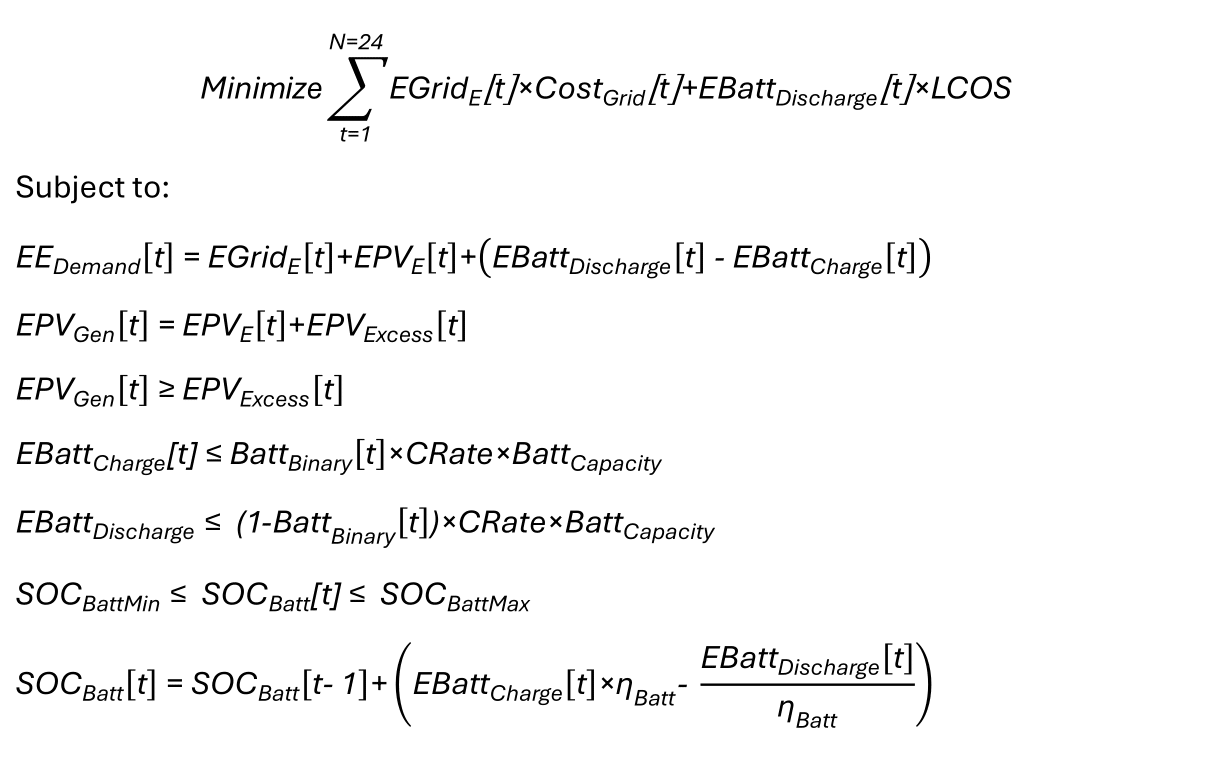 N=24
Minimize ∑ EGrid_E[t]×Cost_Grid[t]+EBatt_Discharge[t]×LCOS
t=1
Subject to:
EE_Demand[t] = EGrid_E[t]+EPV_E[t]+(EBatt_Discharge[t] - EBatt_Charge[t])
EPV_Gen[t] = EPV_E[t]+EPV_Excess[t]
EPV_Gen[t] ≥ EPV_Excess[t]
EBatt_Charge[t] ≤ Batt_Binary[t]×CRate×Batt_Capacity
EBatt_Discharge ≤ (1-Batt_Binary[t])×CRate×Batt_Capacity
SOC_BattMin ≤ SOC_Batt[t] ≤ SOC_BattMax
SOC_Batt[t] = SOC_Batt[t- 1]+(EBatt_Charge[t]×η_Batt- EBatt_Discharge[t]/η_Batt)